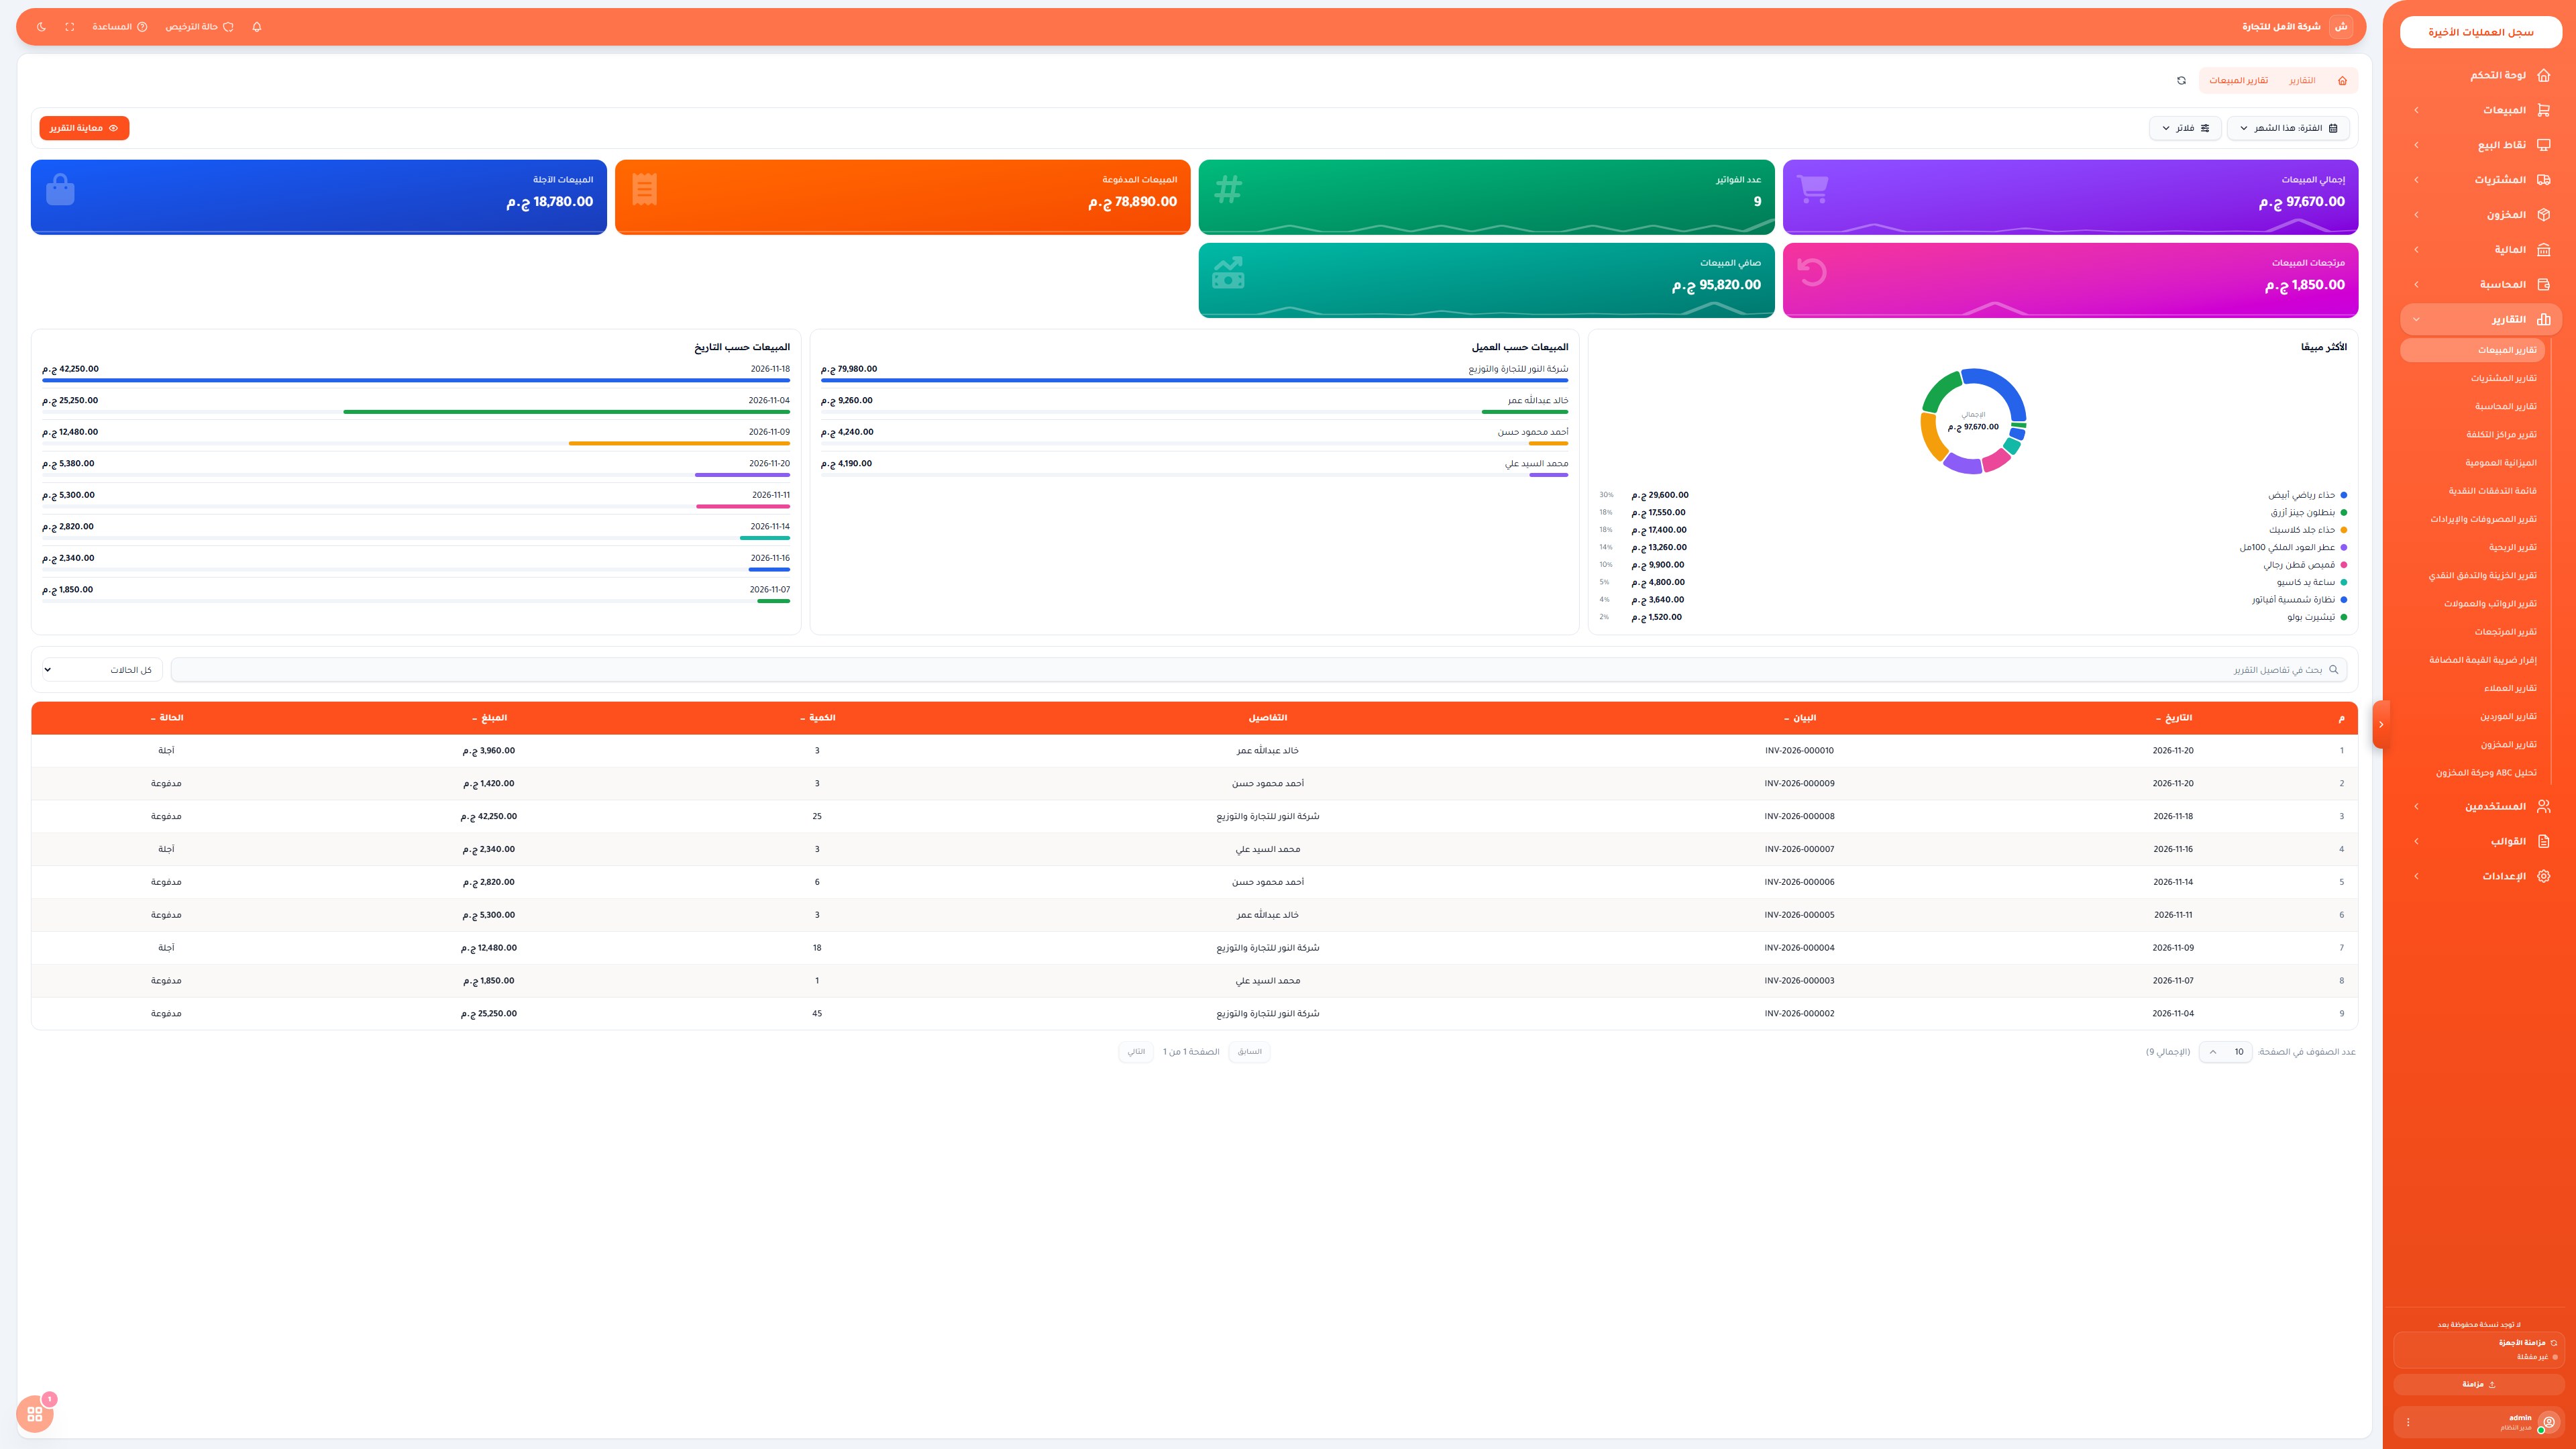 سجل العمليات الأخيرة
لوحة التحكم
المبيعات
نقاط البيع
المشتريات
المخزون
المالية
المحاسبة
التقارير
تقارير المبيعات
تقارير المشتريات
تقارير المحاسبة
تقرير مراكز التكلفة
الميزانية العمومية
قائمة التدفقات النقدية
تقرير المصروفات والإيرادات
تقرير الربحية
تقرير الخزينة والتدفق النقدي
تقرير الرواتب والعمولات
تقرير المرتجعات
إقرار ضريبة القيمة المضافة
تقارير العملاء
تقارير الموردين
تقارير المخزون
تحليل ABC وحركة المخزون
المستخدمين
القوالب
الإعدادات
لا توجد نسخة محفوظة بعد
مزامنة الأجهزة
غير مفعّلة
مزامنة
admin
مدير النظام
ش شركة الأمل للتجارة
حالة الترخيص المساعدة
التقارير تقارير المبيعات
الفترة: هذا الشهر فلاتر معاينة التقرير
إجمالي المبيعات
97,670.00 ج.م
عدد الفواتير
9
المبيعات المدفوعة
78,890.00 ج.م
المبيعات الآجلة
18,780.00 ج.م
مرتجعات المبيعات
1,850.00 ج.م
صافي المبيعات
95,820.00 ج.م
الأكثر مبيعًا
الإجمالي
97,670.00 ج.م
حذاء رياضي أبيض 29,600.00 ج.م 30%
بنطلون جينز أزرق 17,550.00 ج.م 18%
حذاء جلد كلاسيك 17,400.00 ج.م 18%
عطر العود الملكي 100مل 13,260.00 ج.م 14%
قميص قطن رجالي 9,900.00 ج.م 10%
ساعة يد كاسيو 4,800.00 ج.م 5%
نظارة شمسية أفياتور 3,640.00 ج.م 4%
تيشيرت بولو 1,520.00 ج.م 2%
المبيعات حسب العميل
شركة النور للتجارة والتوزيع 79,980.00 ج.م
خالد عبدالله عمر 9,260.00 ج.م
أحمد محمود حسن 4,240.00 ج.م
محمد السيد علي 4,190.00 ج.م
المبيعات حسب التاريخ
2026-11-18 42,250.00 ج.م
2026-11-04 25,250.00 ج.م
2026-11-09 12,480.00 ج.م
2026-11-20 5,380.00 ج.م
2026-11-11 5,300.00 ج.م
2026-11-14 2,820.00 ج.م
2026-11-16 2,340.00 ج.م
2026-11-07 1,850.00 ج.م
بحث في تفاصيل التقرير كل الحالات
م التاريخ البيان التفاصيل الكمية المبلغ الحالة
1 2026-11-20 INV-2026-000010 خالد عبدالله عمر 3 3,960.00 ج.م آجلة
2 2026-11-20 INV-2026-000009 أحمد محمود حسن 3 1,420.00 ج.م مدفوعة
3 2026-11-18 INV-2026-000008 شركة النور للتجارة والتوزيع 25 42,250.00 ج.م مدفوعة
4 2026-11-16 INV-2026-000007 محمد السيد علي 3 2,340.00 ج.م آجلة
5 2026-11-14 INV-2026-000006 أحمد محمود حسن 6 2,820.00 ج.م مدفوعة
6 2026-11-11 INV-2026-000005 خالد عبدالله عمر 3 5,300.00 ج.م مدفوعة
7 2026-11-09 INV-2026-000004 شركة النور للتجارة والتوزيع 18 12,480.00 ج.م آجلة
8 2026-11-07 INV-2026-000003 محمد السيد علي 1 1,850.00 ج.م مدفوعة
9 2026-11-04 INV-2026-000002 شركة النور للتجارة والتوزيع 45 25,250.00 ج.م مدفوعة
عدد الصفوف في الصفحة: 10 (الإجمالي 9) السابق الصفحة 1 من 1 التالي
1